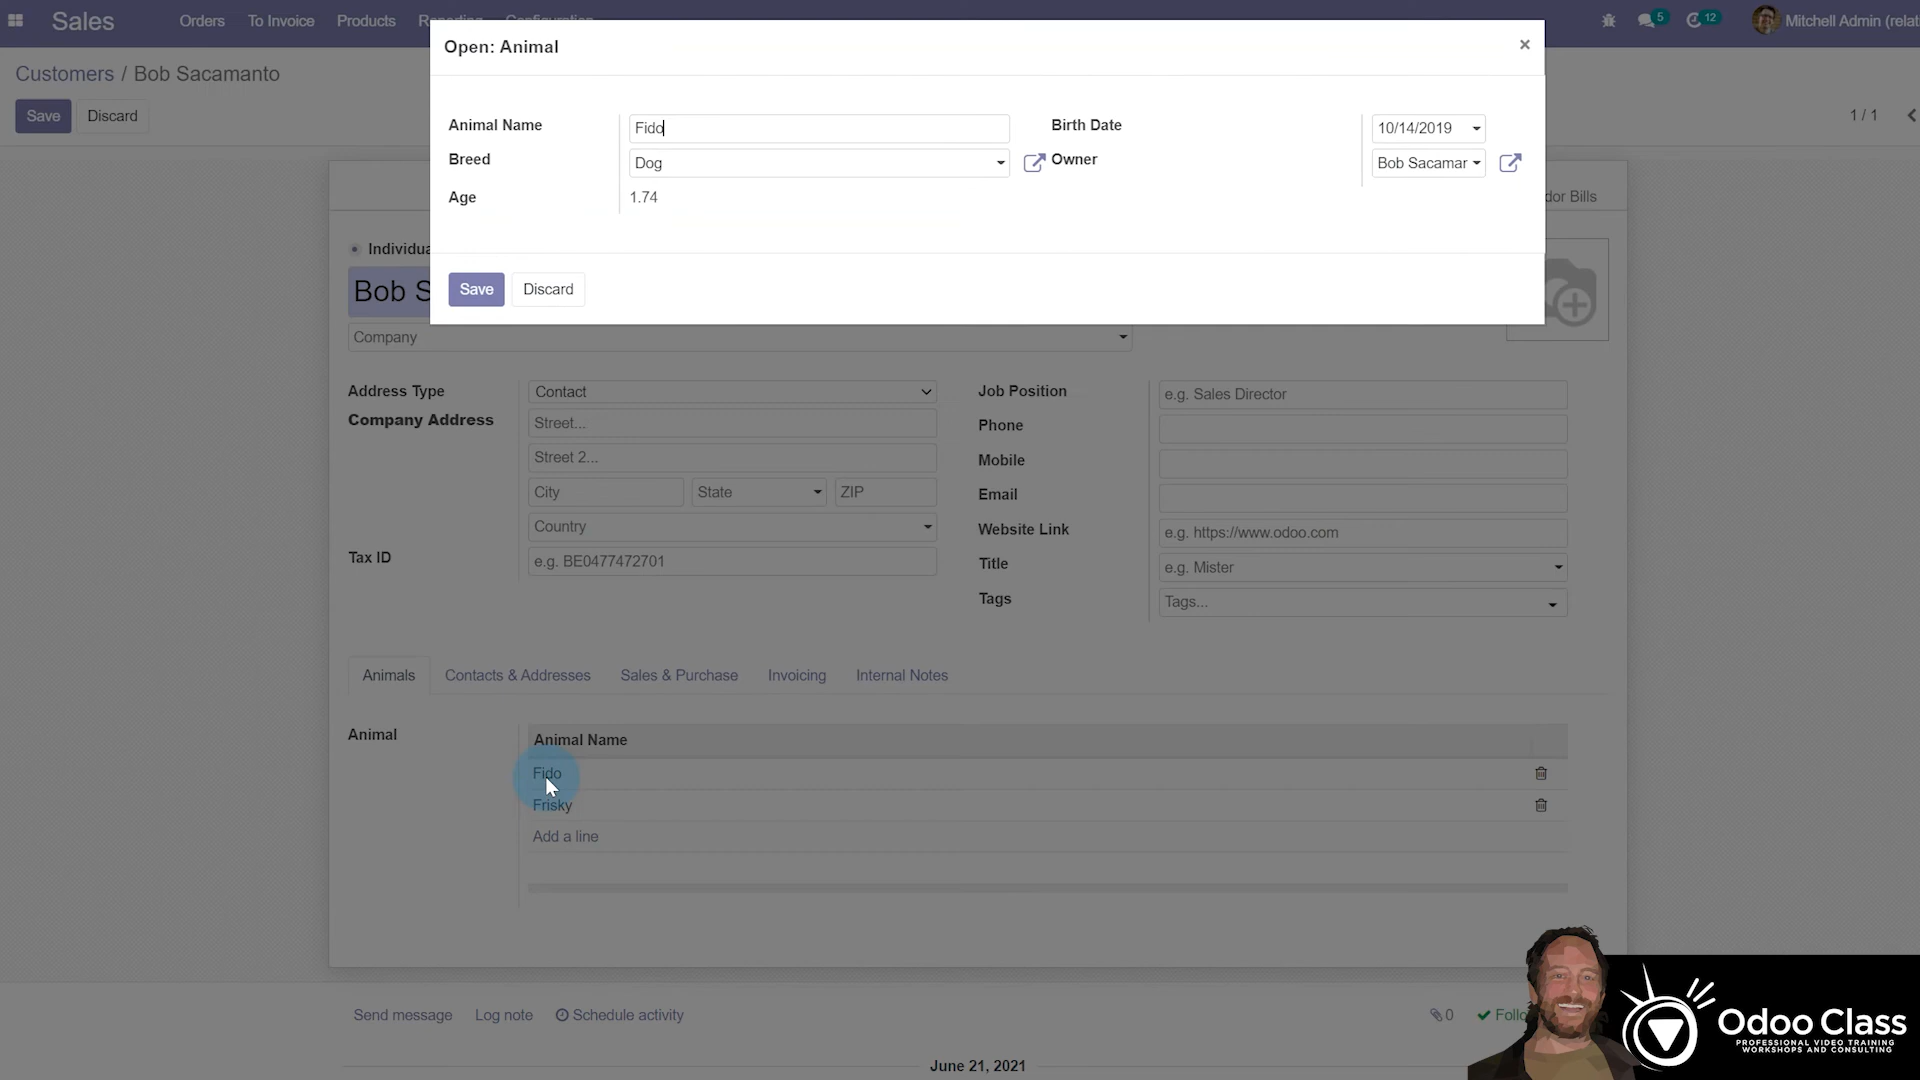 Sales Orders To Invoice Products Reporting Configuration 5 12 Mitchell Admin (relat
Open: Animal ×
Customers / Bob Sacamanto
Save Discard 1 / 1
Animal Name Fido Birth Date 10/14/2019
Breed Dog Owner Bob Sacamar
Age 1.74
dor Bills
Individua
Save Discard
Bob S
Company
Address Type Contact Job Position e.g. Sales Director
Company Address Street... Phone
Street 2... Mobile
City State ZIP Email
Country Website Link e.g. https://www.odoo.com
Tax ID e.g. BE0477472701 Title e.g. Mister
Tags Tags...
Animals Contacts & Addresses Sales & Purchase Invoicing Internal Notes
Animal Animal Name
Fido
Frisky
Add a line
Send message Log note Schedule activity 0 Follo
June 21, 2021
Odoo Class
PROFESSIONAL VIDEO TRAINING
WORKSHOPS AND CONSULTING